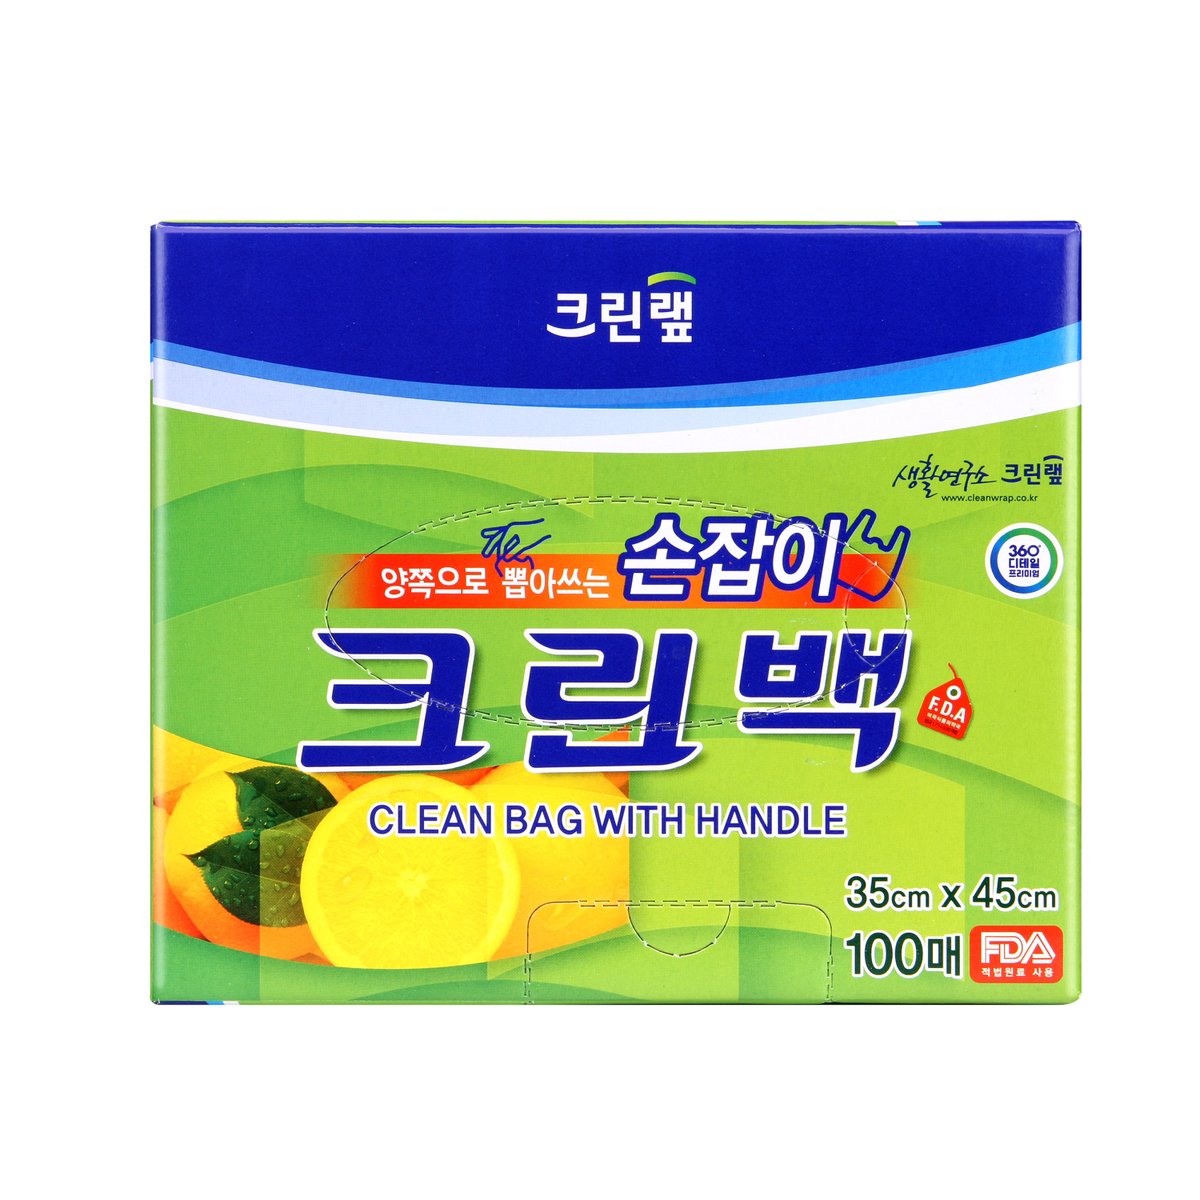 크린랲
생활연구소 크린랲
www.cleanwrap.co.kr
360°
디테일
프리미엄
양쪽으로 뽑아쓰는 손잡이
크린백
F.D.A
CLEAN BAG WITH HANDLE
35cm x 45cm
100매
FDA
적법원료 사용